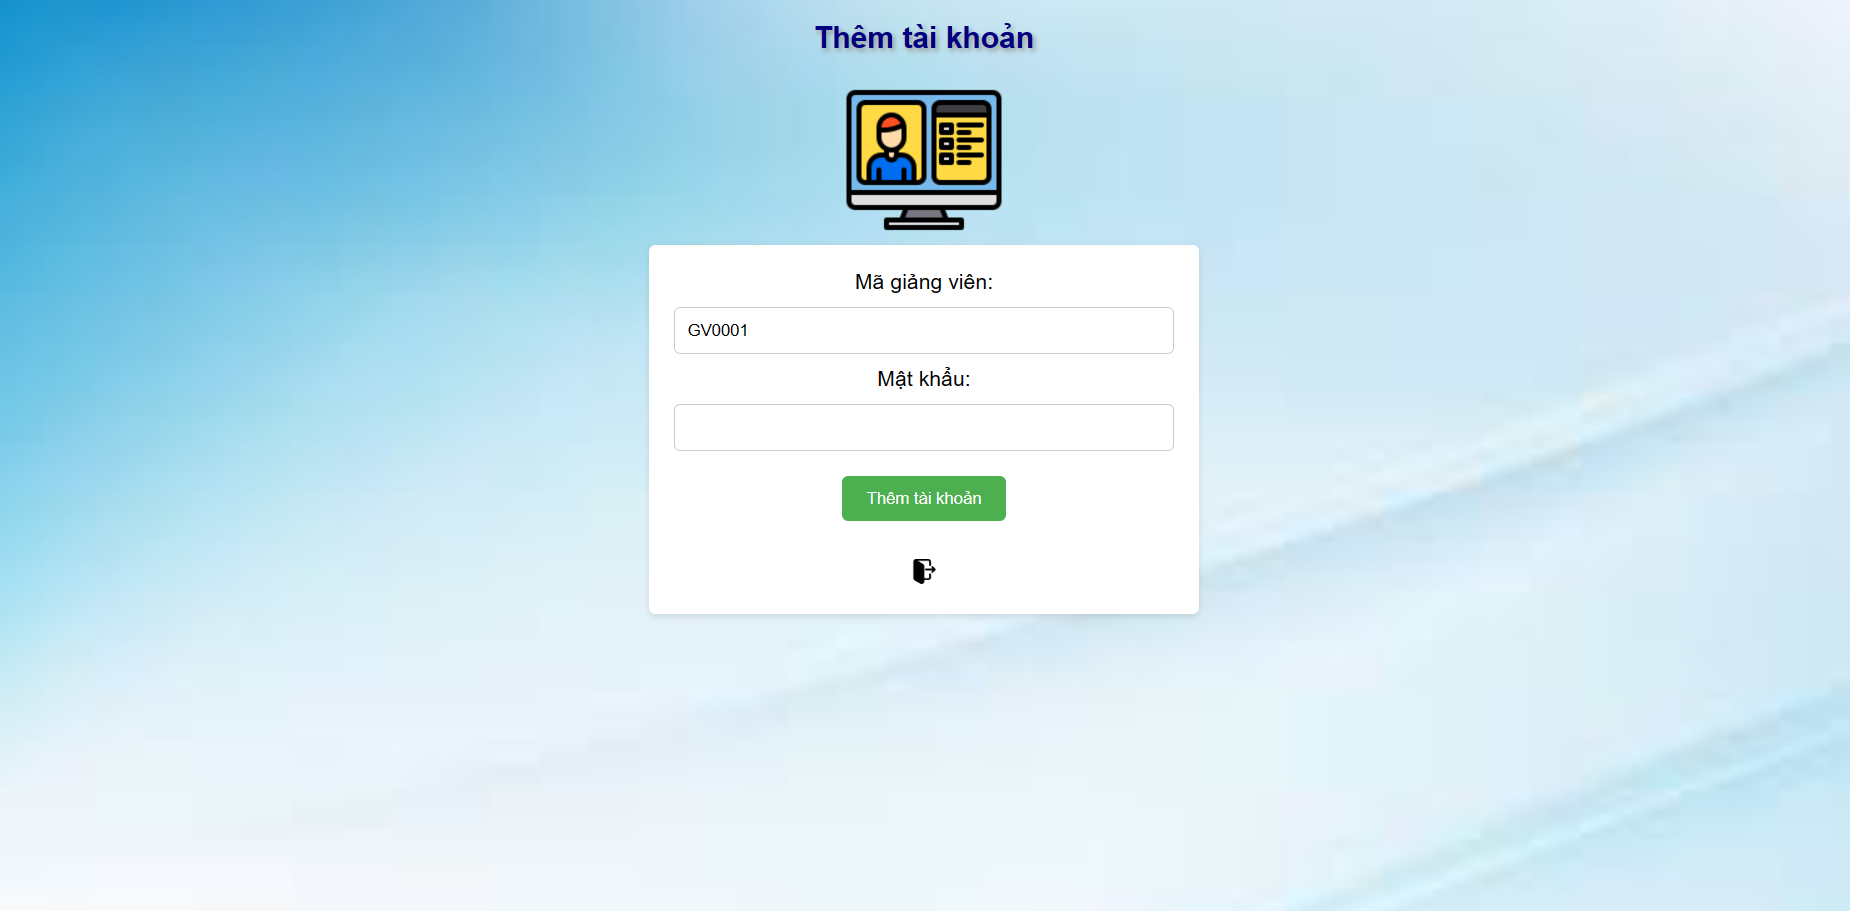 Thêm tài khoản
Mã giảng viên:
GV0001
Mật khẩu:
Thêm tài khoản